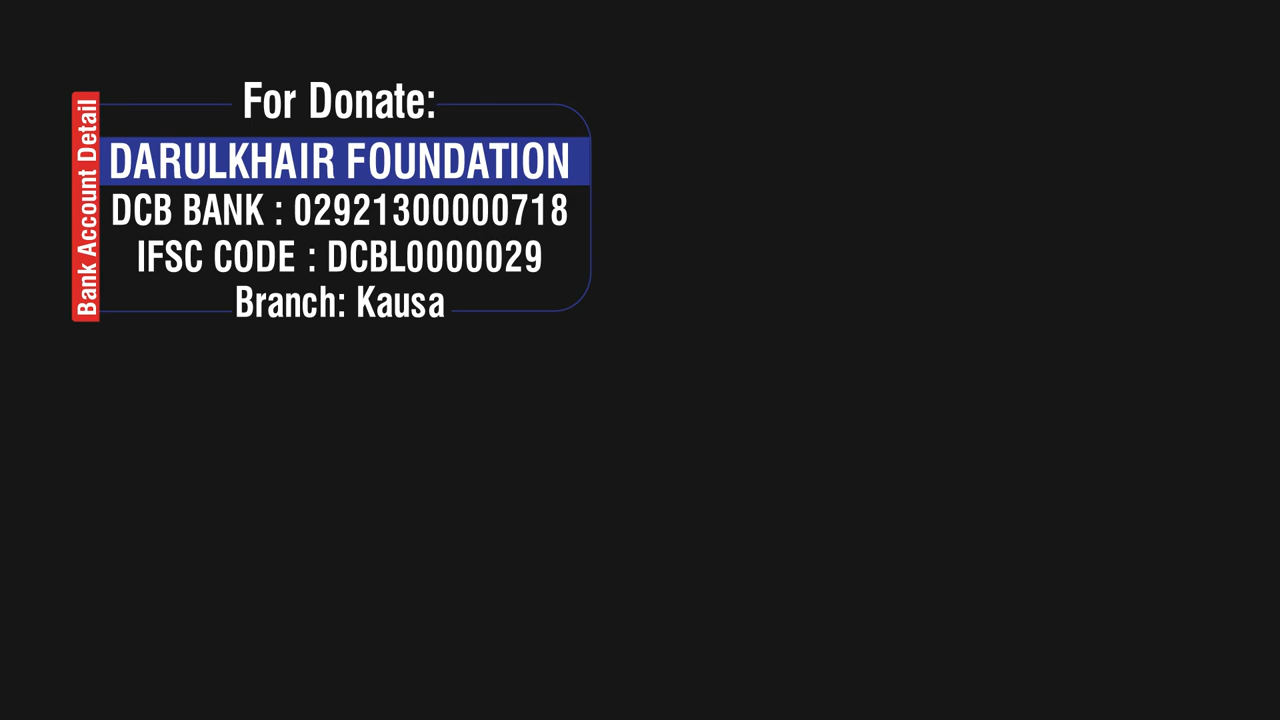 For Donate:
Bank Account Detail
DARULKHAIR FOUNDATION
DCB BANK : 02921300000718
IFSC CODE : DCBL0000029
Branch: Kausa